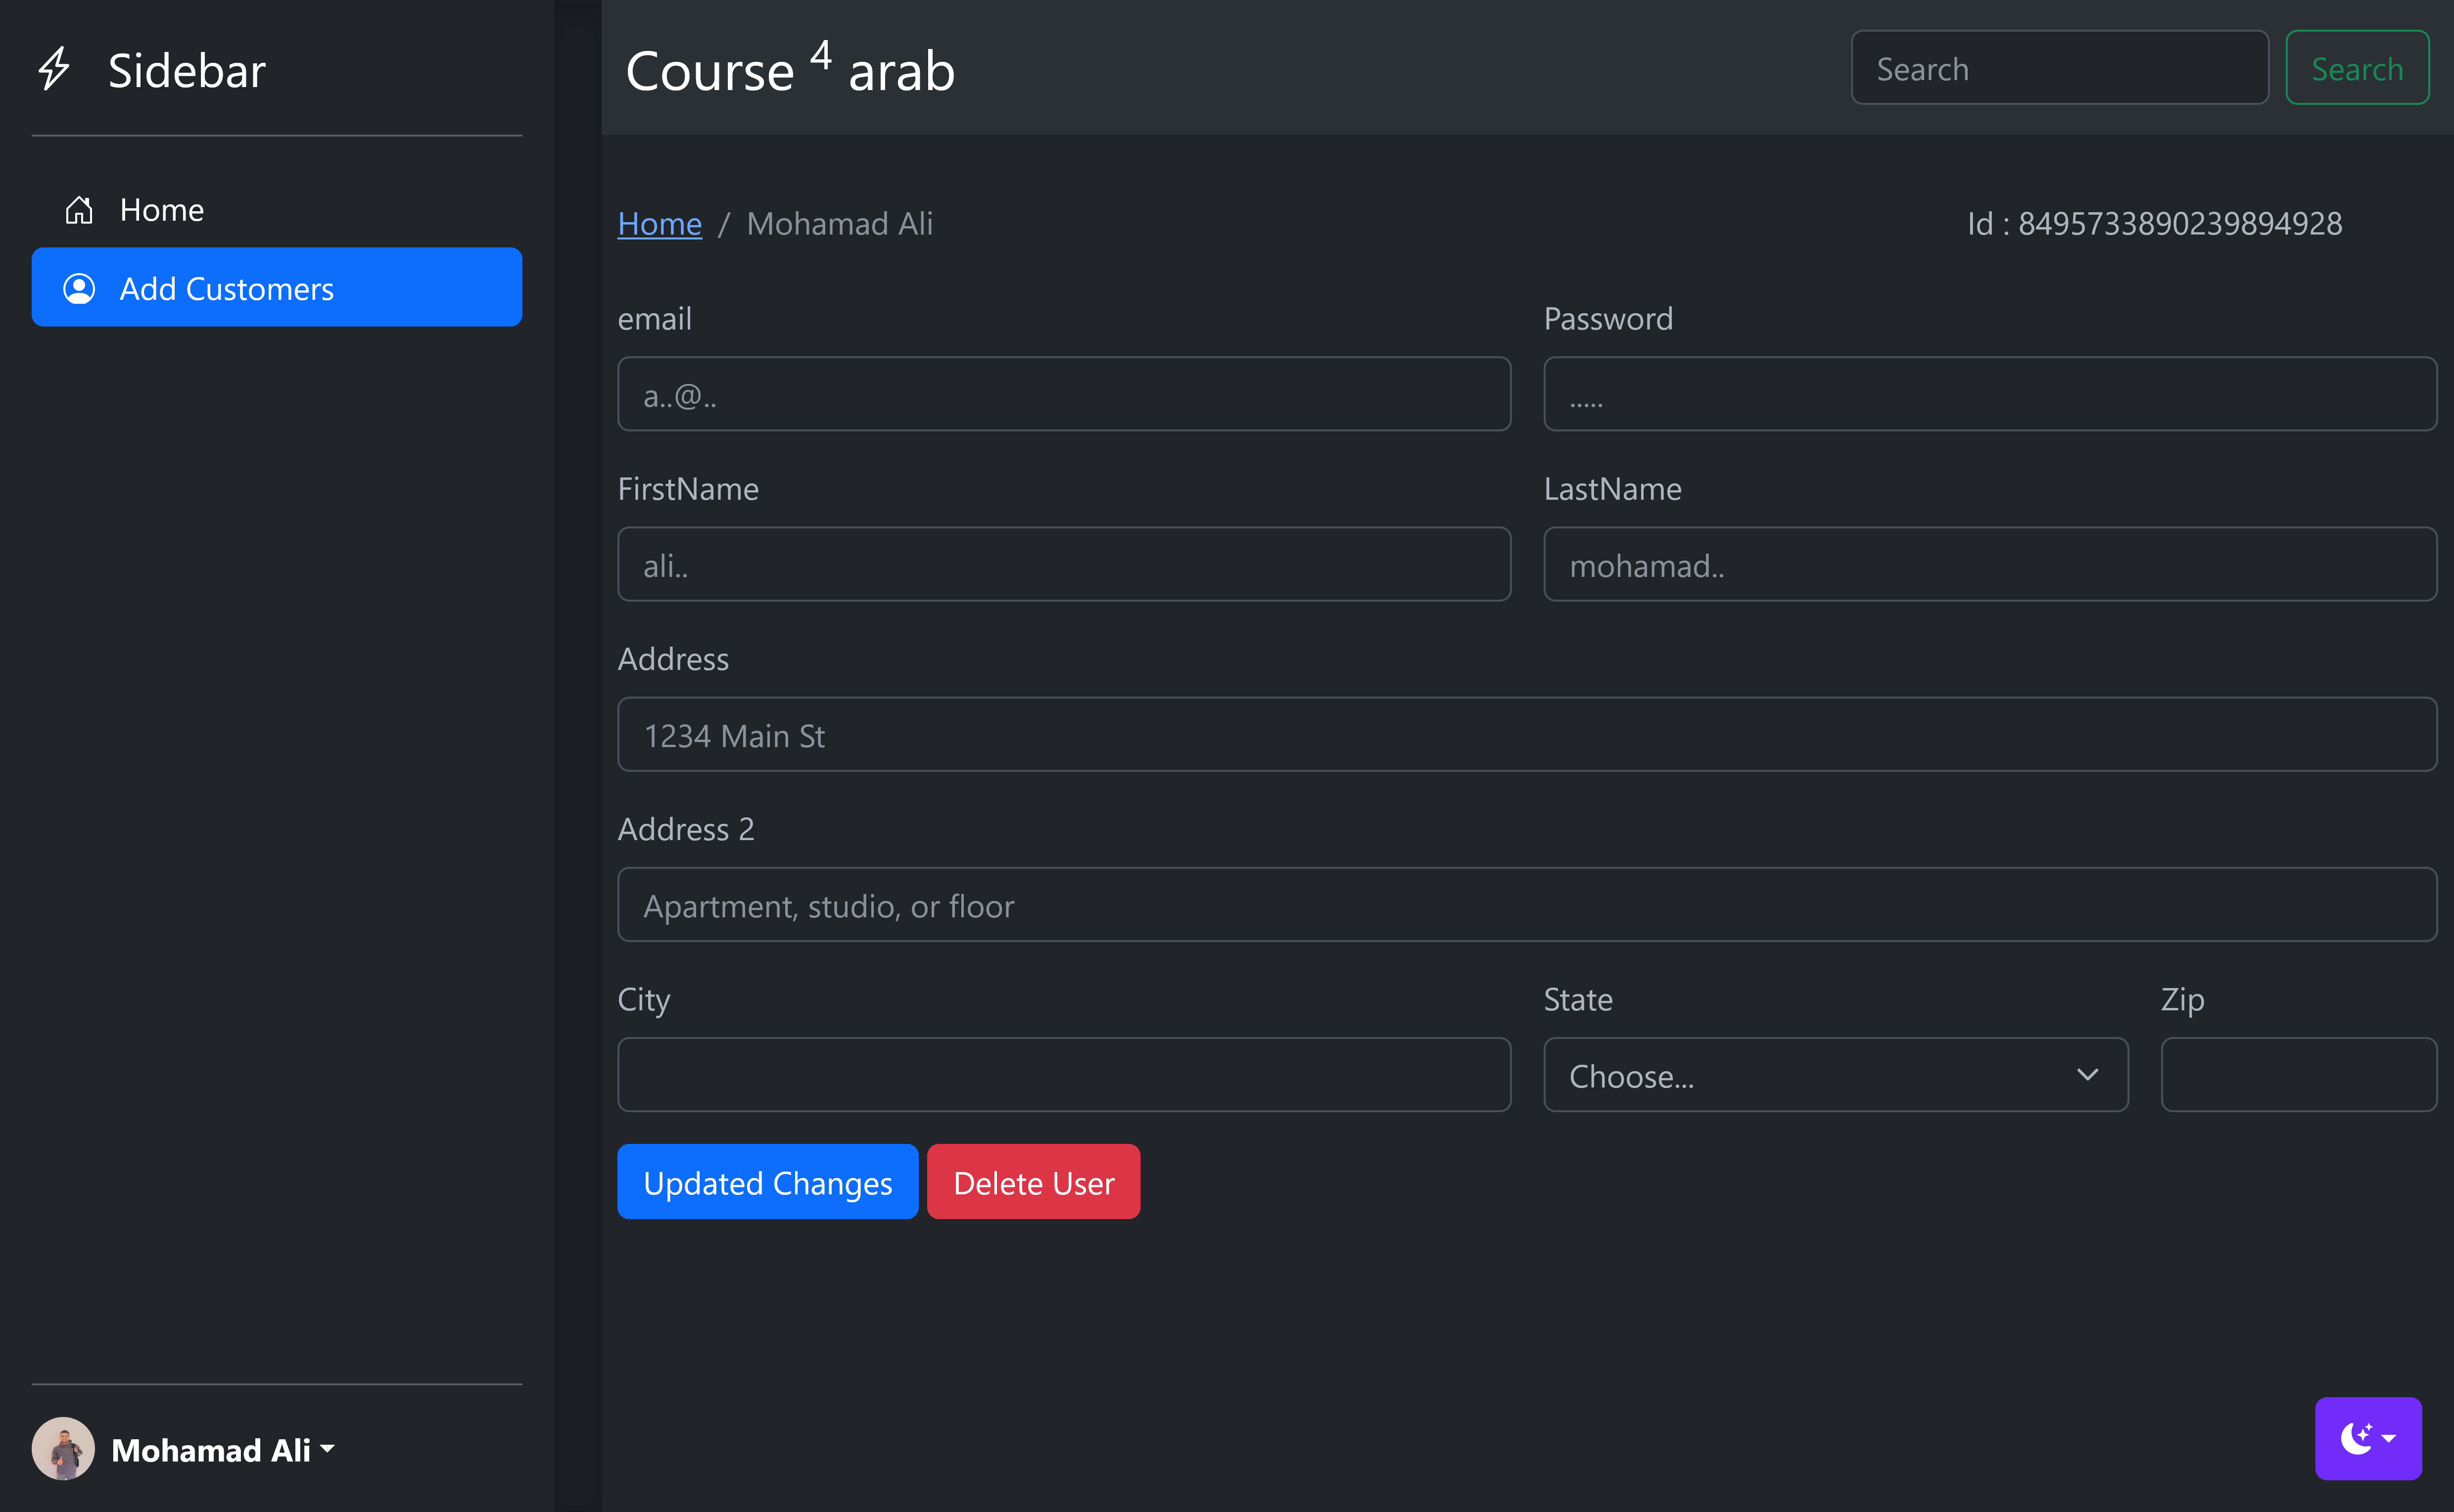 Sidebar
Home
Add Customers
Mohamad Ali
Course 4 arab
Search
Search
Home / Mohamad Ali
Id : 8495733890239894928
email
Password
a..@..
.....
FirstName
LastName
ali..
mohamad..
Address
1234 Main St
Address 2
Apartment, studio, or floor
City
State
Zip
Choose...
Updated Changes
Delete User